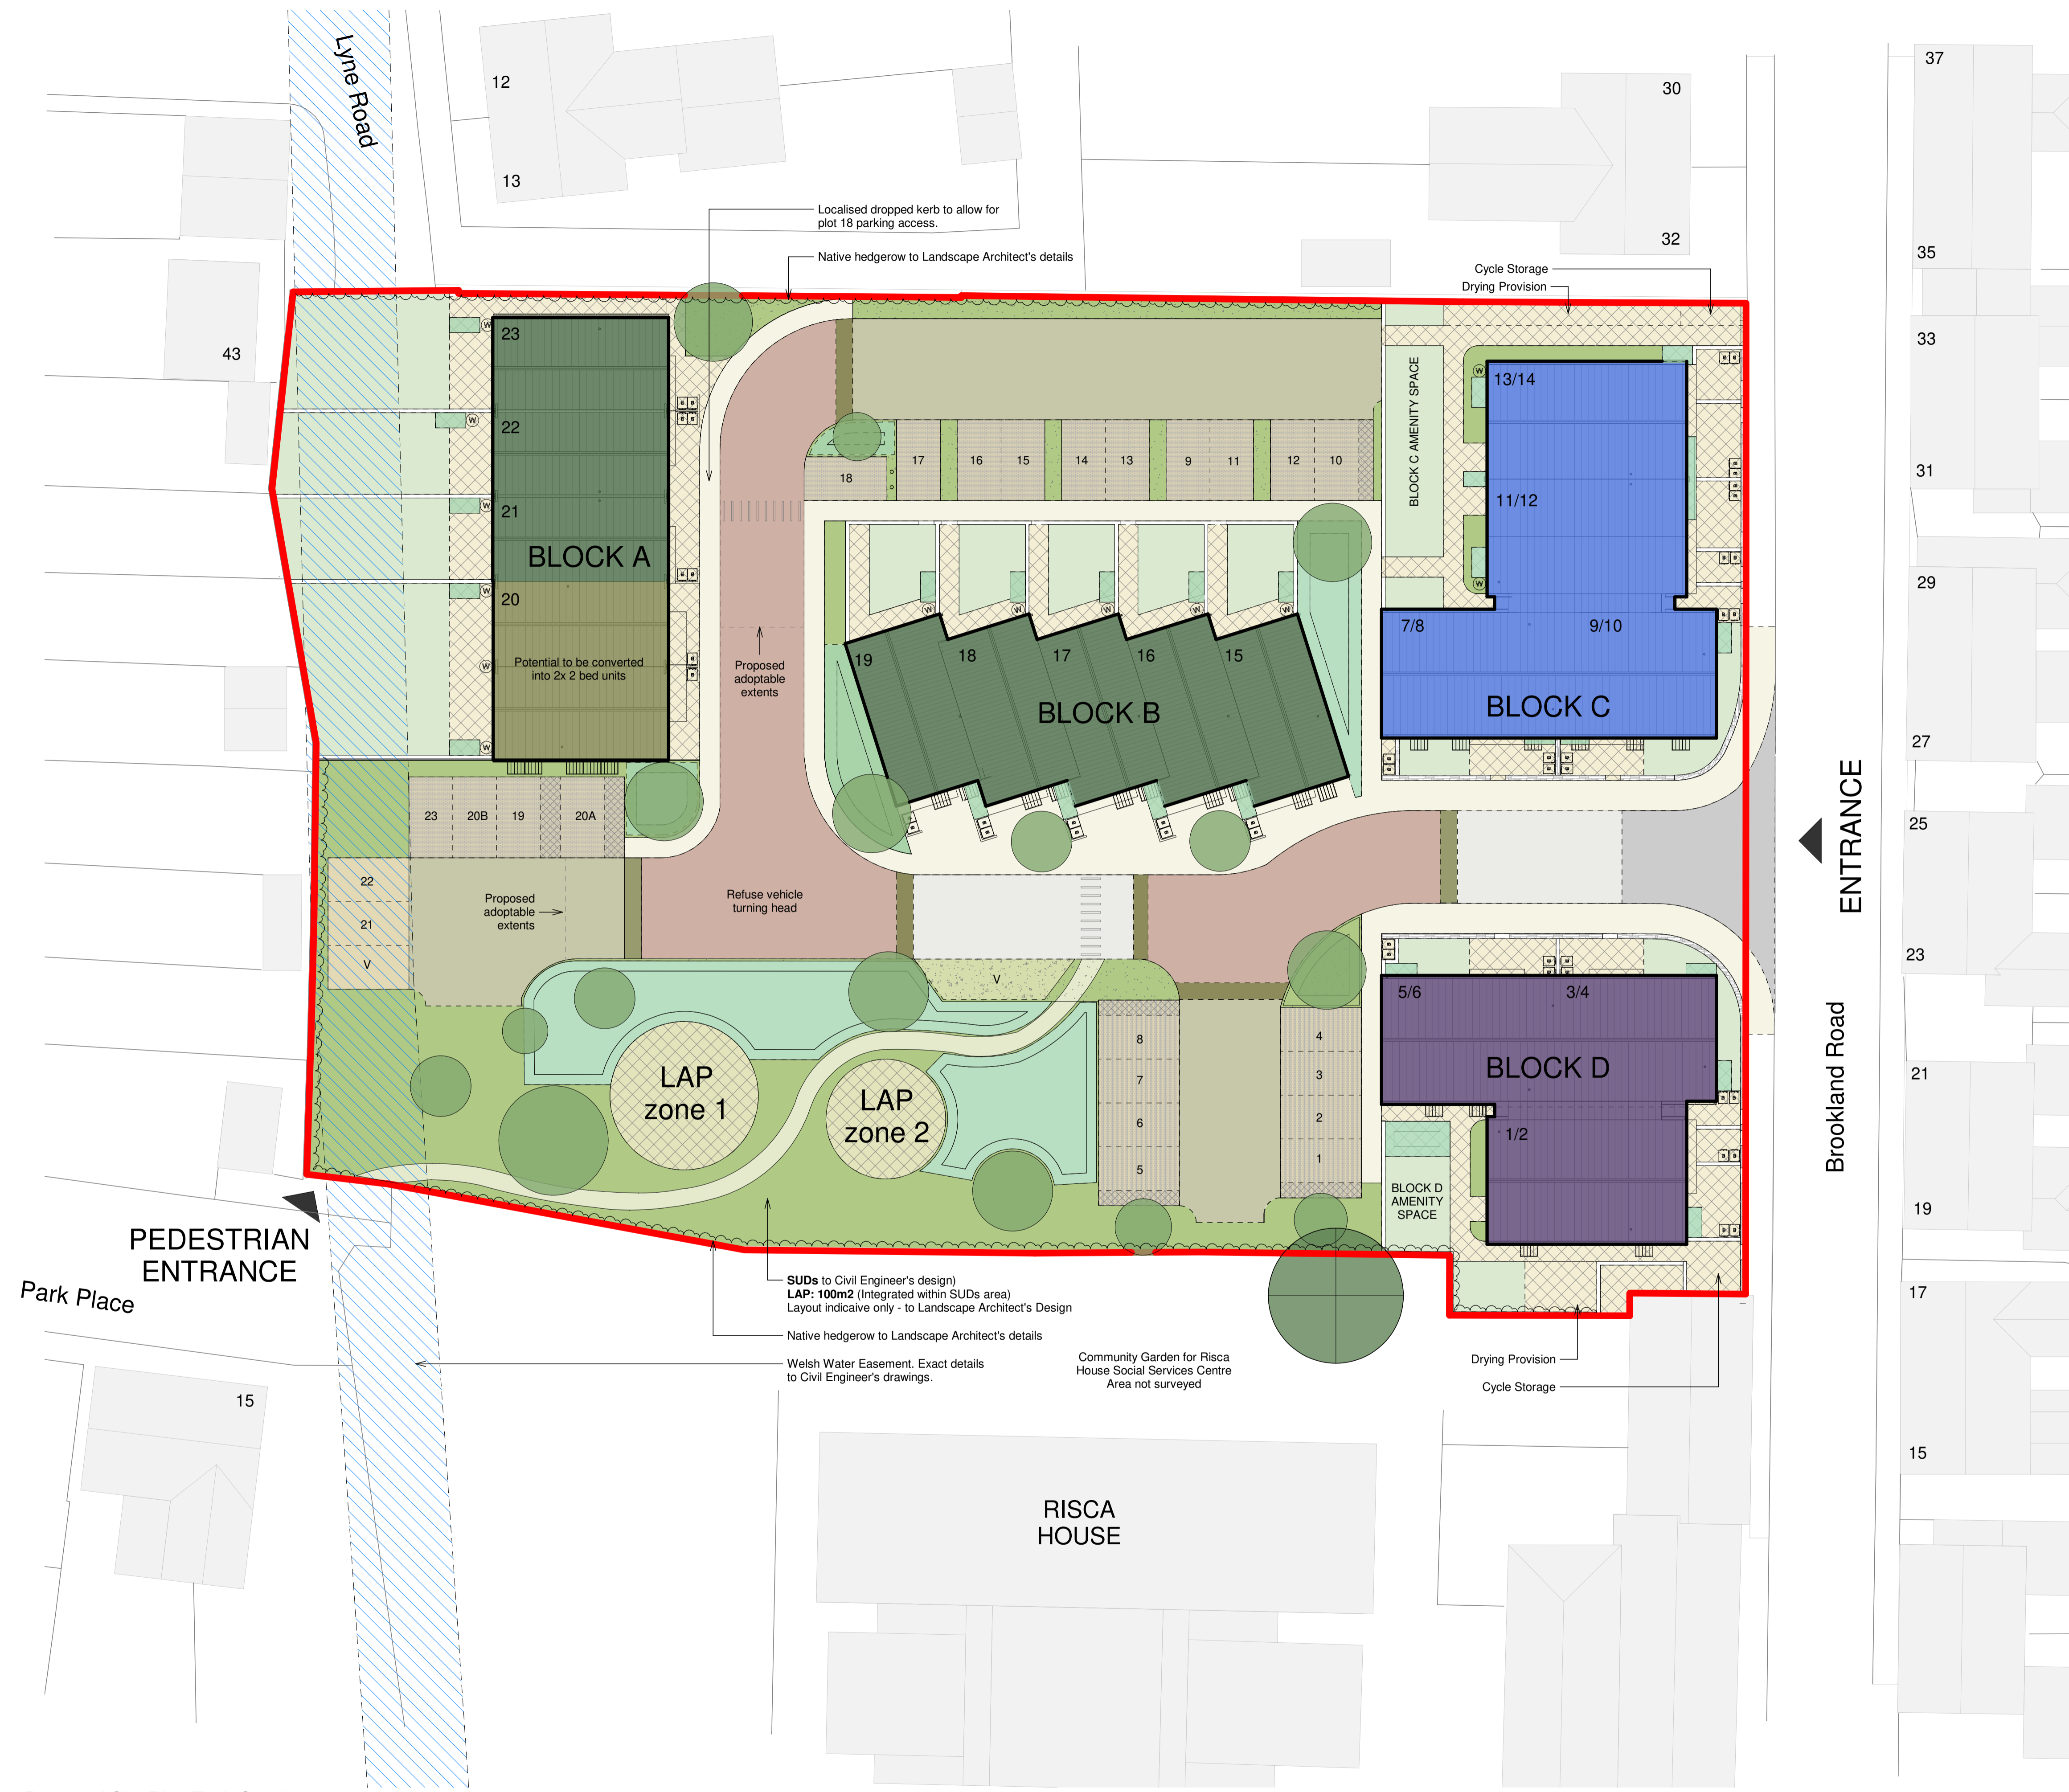 Lyne Road
12
13
30
32
37
35
33
31
29
27
25
23
21
19
17
15
43
Localised dropped kerb to allow for
plot 18 parking access.
Native hedgerow to Landscape Architect's details
Cycle Storage
Drying Provision
23
22
21
BLOCK A
20
Potential to be converted
into 2x 2 bed units
W
W
W
W
W
W
18
17
16
15
14
13
9
11
12
10
BLOCK C AMENITY SPACE
W
W
13/14
11/12
7/8
9/10
BLOCK C
Proposed
adoptable
extents
W
W
W
W
W
19
18
17
16
15
BLOCK B
ENTRANCE
Brookland Road
23
20B
19
20A
22
21
V
Proposed
adoptable
extents
Refuse vehicle
turning head
V
LAP
zone 1
LAP
zone 2
8
7
6
5
4
3
2
1
5/6
3/4
BLOCK D
1/2
BLOCK D
AMENITY
SPACE
PEDESTRIAN
ENTRANCE
Park Place
15
SUDs to Civil Engineer's design)
LAP: 100m2 (Integrated within SUDs area)
Layout indicaive only - to Landscape Architect's Design
Native hedgerow to Landscape Architect's details
Welsh Water Easement. Exact details
to Civil Engineer's drawings.
Community Garden for Risca
House Social Services Centre
Area not surveyed
Drying Provision
Cycle Storage
RISCA
HOUSE